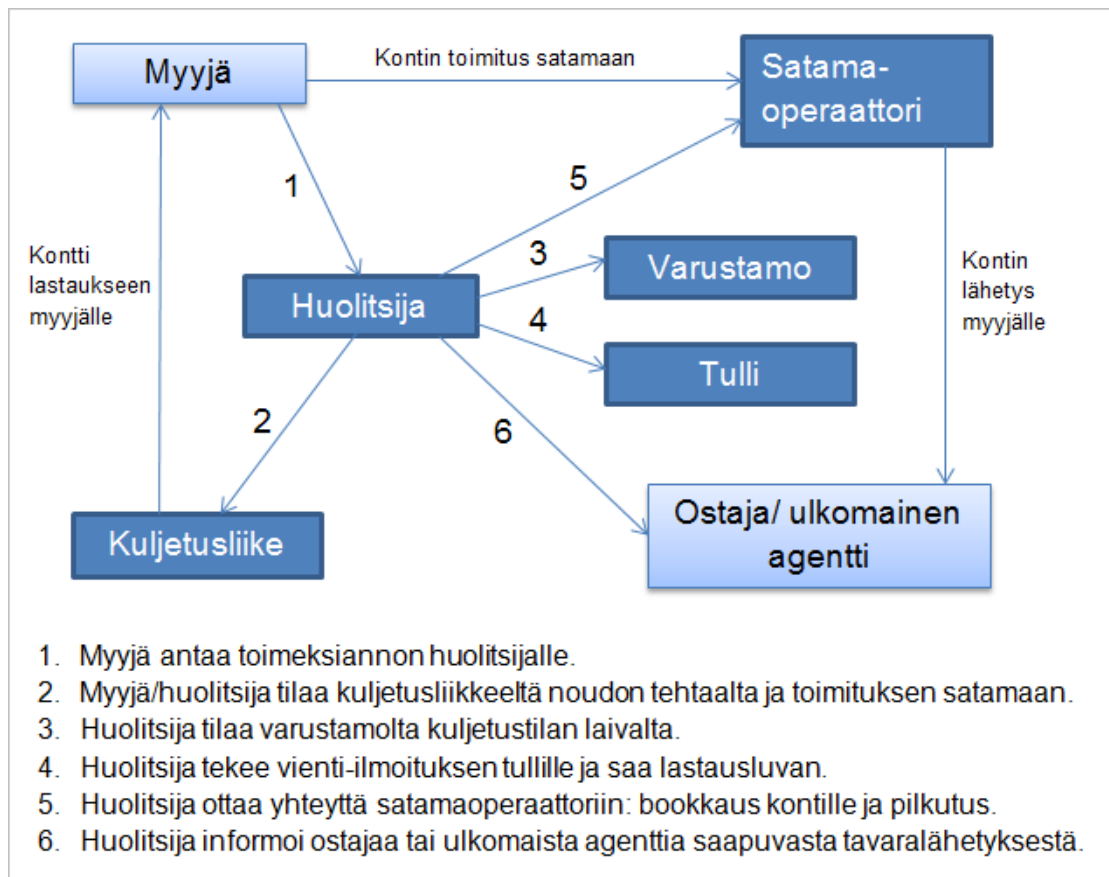 Myyjä
Kontin toimitus satamaan
Satama-
operaattori
1
5
Kontti
lastaukseen
myyjälle
3
Varustamo
Kontin
lähetys
myyjälle
Huolitsija
4
Tulli
2
6
Kuljetusliike
Ostaja/ ulkomainen
agentti
1. Myyjä antaa toimeksiannon huolitsijalle.
2. Myyjä/huolitsija tilaa kuljetusliikkeeltä noudon tehtaalta ja toimituksen satamaan.
3. Huolitsija tilaa varustamolta kuljetustilan laivalta.
4. Huolitsija tekee vienti-ilmoituksen tullille ja saa lastausluvan.
5. Huolitsija ottaa yhteyttä satamaoperaattoriin: bookkaus kontille ja pilkutus.
6. Huolitsija informoi ostajaa tai ulkomaista agenttia saapuvasta tavaralähetyksestä.